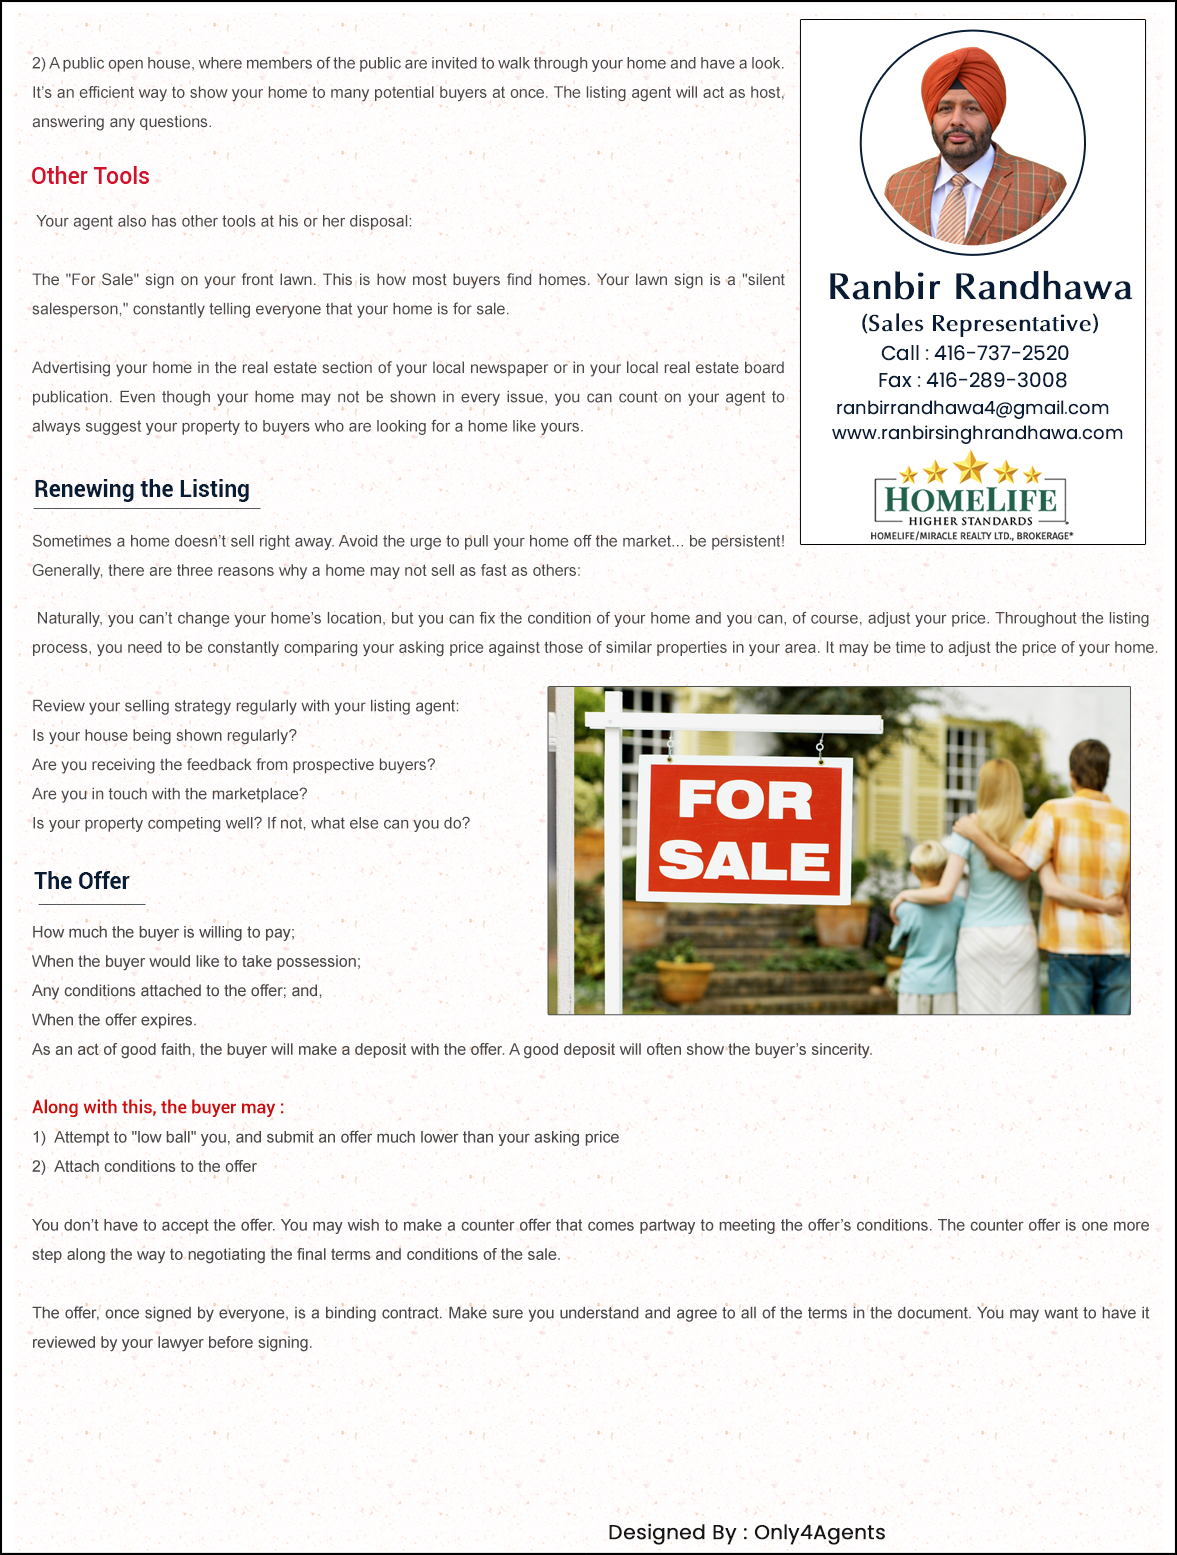 2) A public open house, where members of the public are invited to walk through your home and have a look.
It’s an efficient way to show your home to many potential buyers at once. The listing agent will act as host,
answering any questions.
Other Tools
Your agent also has other tools at his or her disposal:
The "For Sale" sign on your front lawn. This is how most buyers find homes. Your lawn sign is a "silent
salesperson," constantly telling everyone that your home is for sale.
Advertising your home in the real estate section of your local newspaper or in your local real estate board
publication. Even though your home may not be shown in every issue, you can count on your agent to
always suggest your property to buyers who are looking for a home like yours.
Ranbir Randhawa
(Sales Representative)
Call : 416-737-2520
Fax : 416-289-3008
ranbirrandhawa4@gmail.com
www.ranbirsinghrandhawa.com
HOMELIFE
HIGHER STANDARDS
HOMELIFE/MIRACLE REALTY LTD., BROKERAGE*
Renewing the Listing
Sometimes a home doesn’t sell right away. Avoid the urge to pull your home off the market... be persistent!
Generally, there are three reasons why a home may not sell as fast as others:
Naturally, you can’t change your home’s location, but you can fix the condition of your home and you can, of course, adjust your price. Throughout the listing
process, you need to be constantly comparing your asking price against those of similar properties in your area. It may be time to adjust the price of your home.
Review your selling strategy regularly with your listing agent:
Is your house being shown regularly?
Are you receiving the feedback from prospective buyers?
Are you in touch with the marketplace?
Is your property competing well? If not, what else can you do?
FOR
SALE
The Offer
How much the buyer is willing to pay;
When the buyer would like to take possession;
Any conditions attached to the offer; and,
When the offer expires.
As an act of good faith, the buyer will make a deposit with the offer. A good deposit will often show the buyer’s sincerity.
Along with this, the buyer may :
1) Attempt to "low ball" you, and submit an offer much lower than your asking price
2) Attach conditions to the offer
You don’t have to accept the offer. You may wish to make a counter offer that comes partway to meeting the offer’s conditions. The counter offer is one more
step along the way to negotiating the final terms and conditions of the sale.
The offer, once signed by everyone, is a binding contract. Make sure you understand and agree to all of the terms in the document. You may want to have it
reviewed by your lawyer before signing.
Designed By : Only4Agents